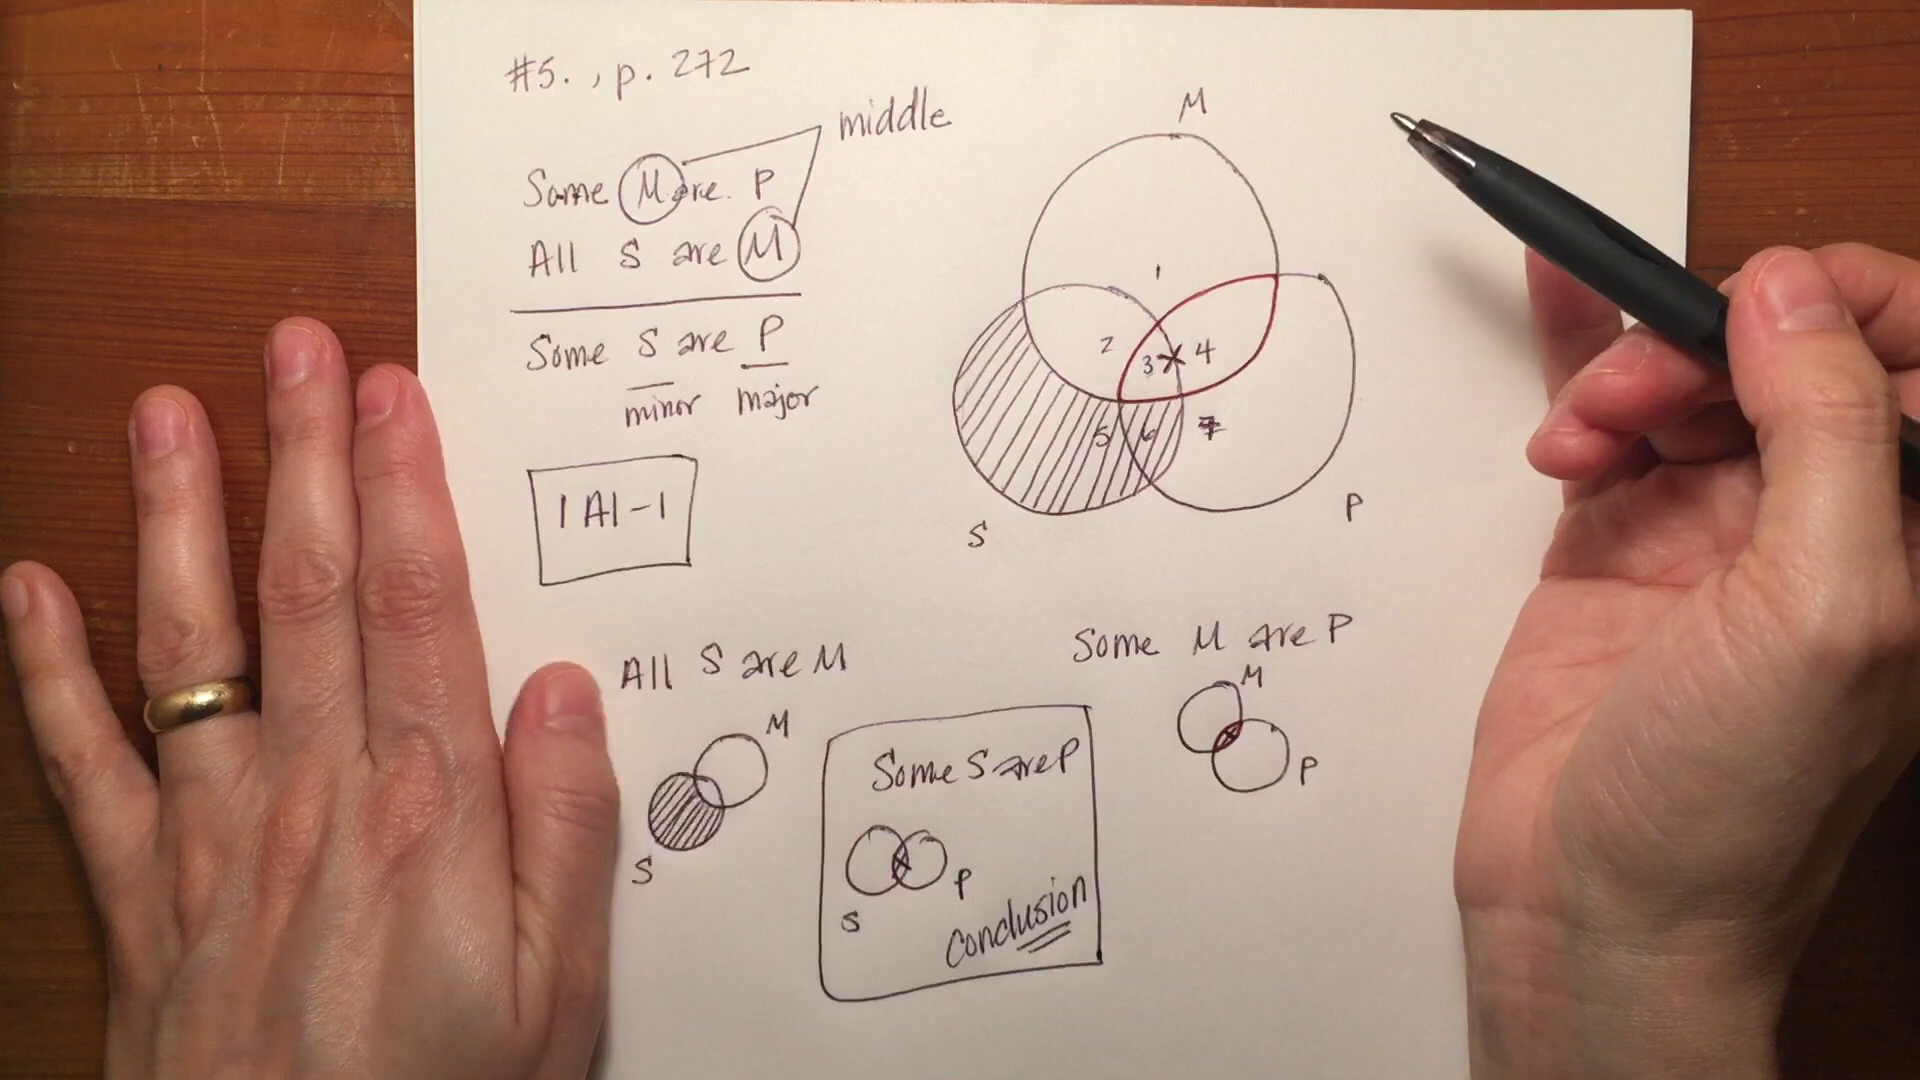 #5. , p. 272
middle
Some M are P
All S are M
Some S are P
minor major
IAI-1
M
1
2
3
4
5
6
7
S
P
All S are M
M
S
Some S are P
S
P
Conclusion
Some M are P
M
P